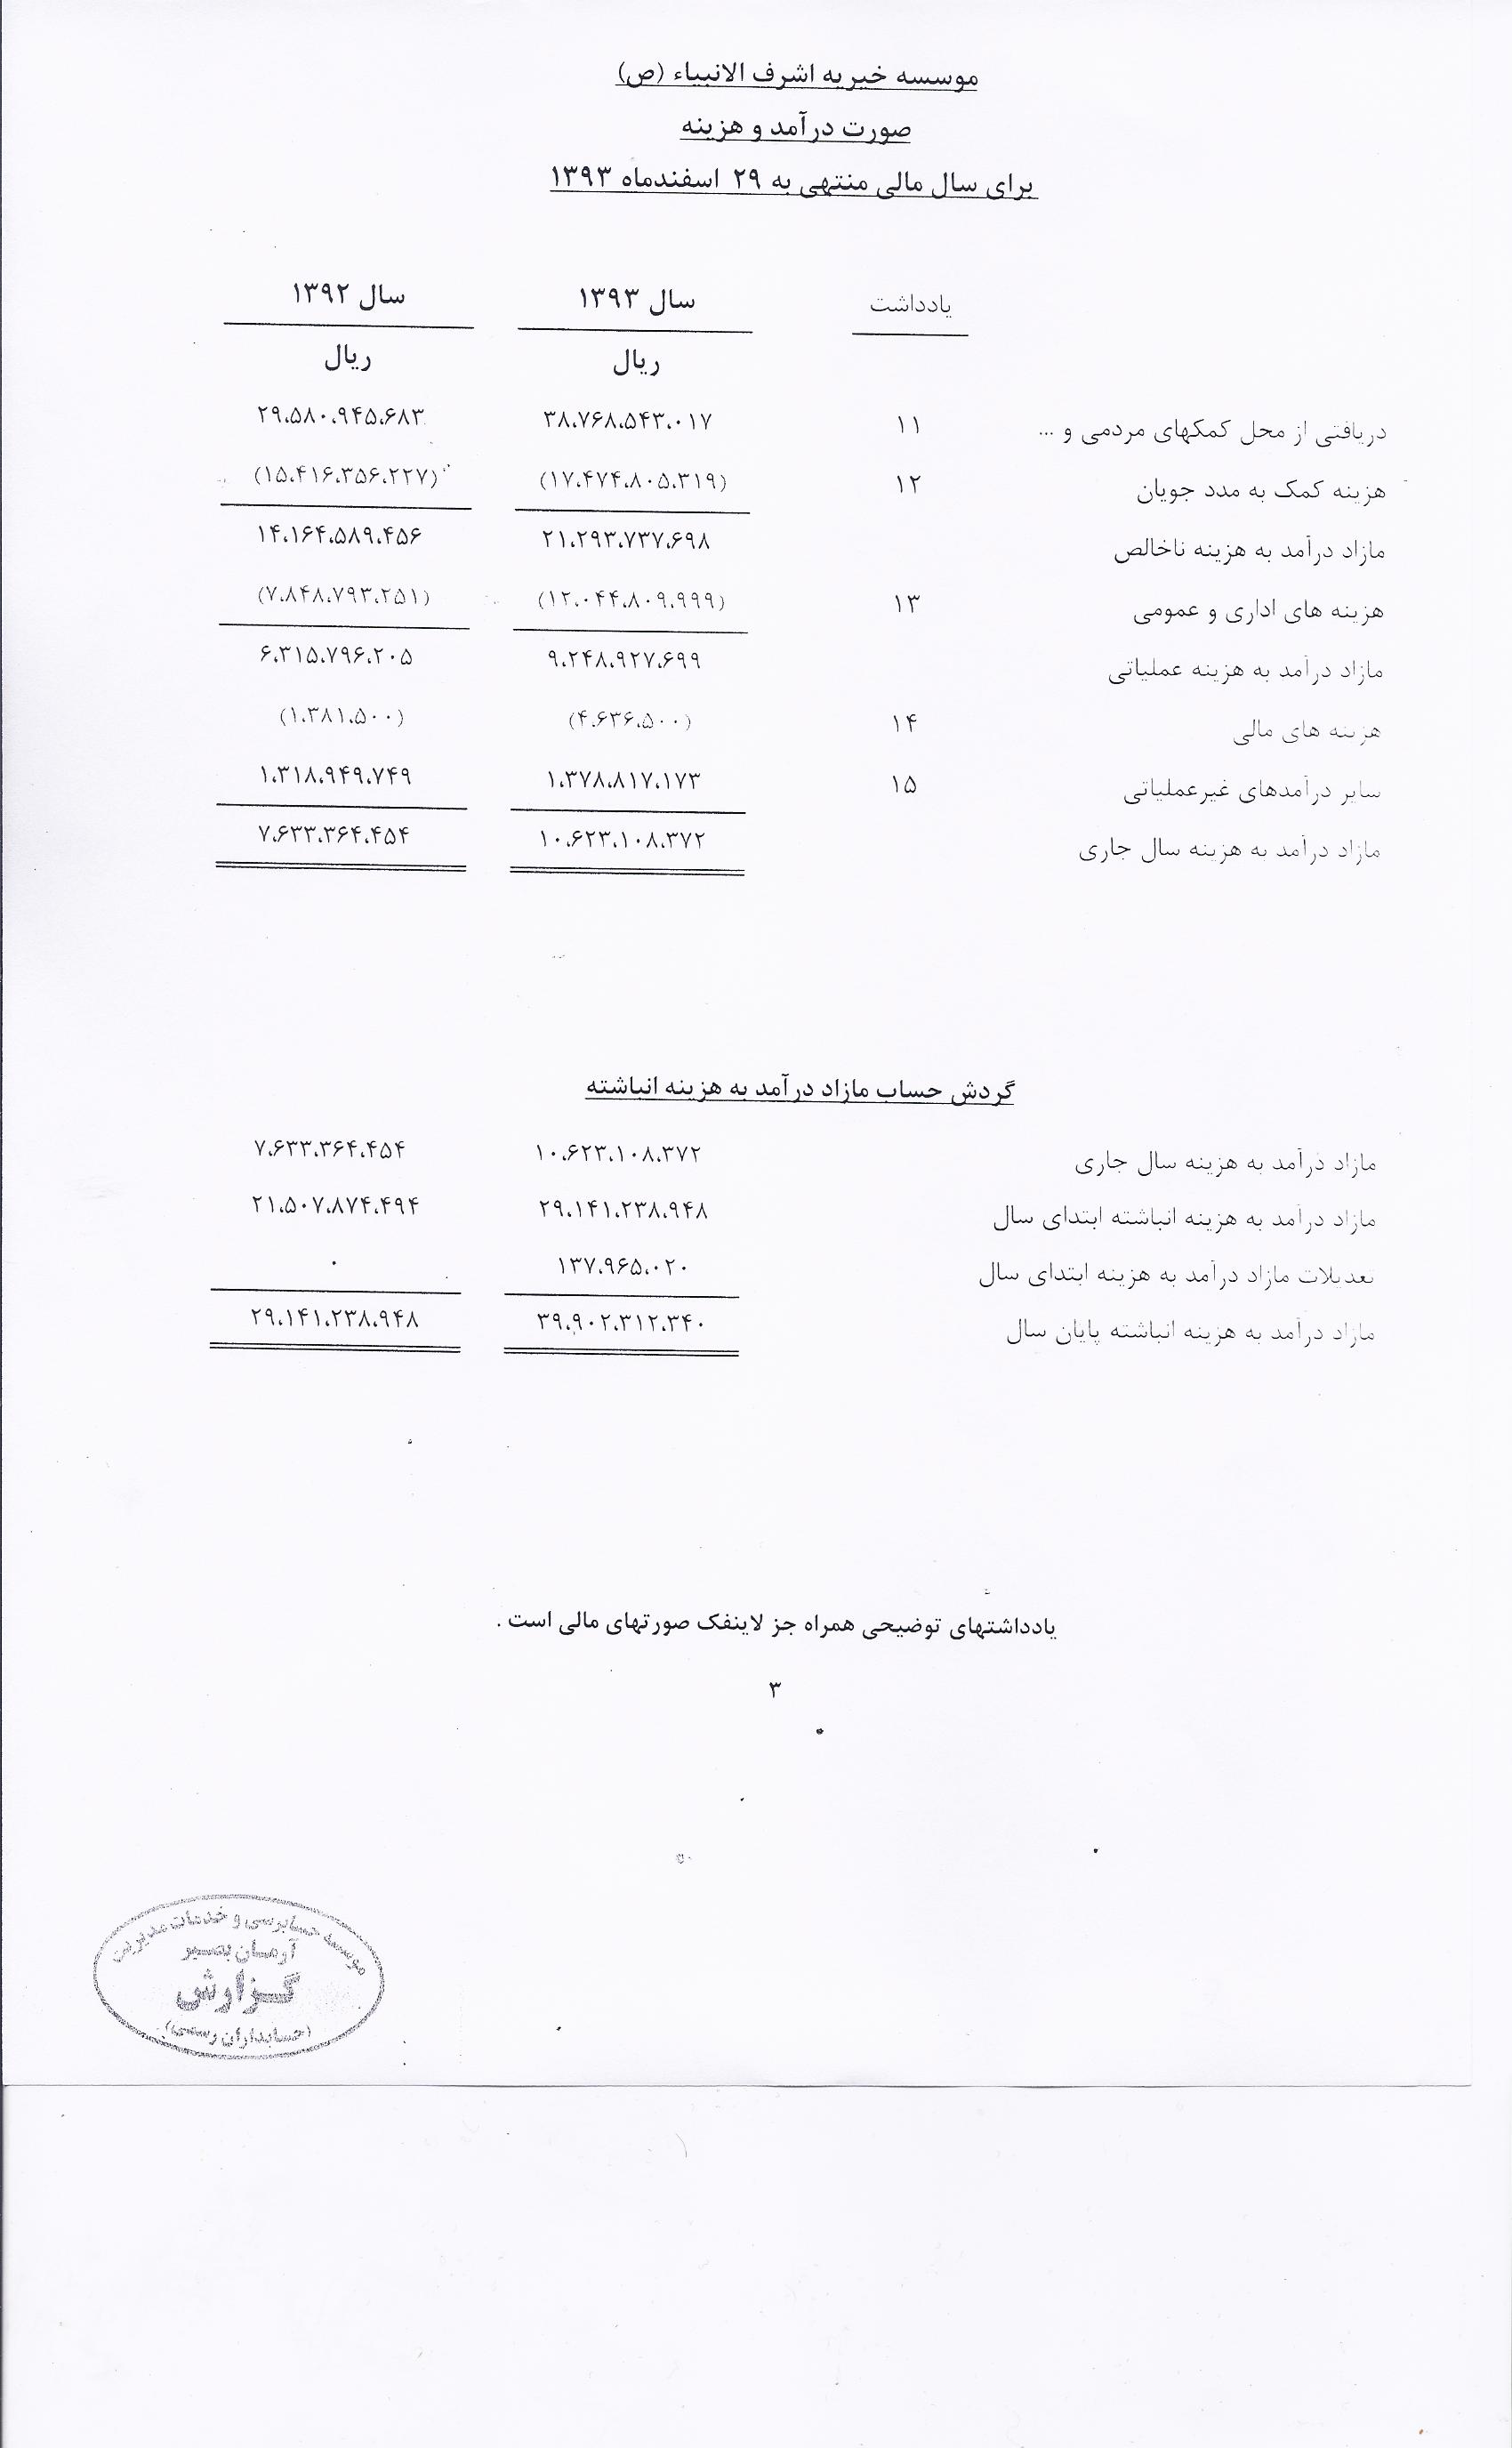 موسسه خیریه اشرف الانبیاء (ص)
صورت درآمد و هزینه
برای سال مالی منتهی به ۲۹ اسفندماه ۱۳۹۳
یادداشت سال ۱۳۹۳ سال ۱۳۹۲
ریال ریال
دریافتی از محل کمکهای مردمی و ... ۱۱ ۳۸،۷۶۸،۵۴۳،۰۱۷ ۲۹،۵۸۰،۹۴۵،۶۸۳
هزینه کمک به مدد جویان ۱۲ (۱۷،۴۷۴،۸۰۵،۳۱۹) (۱۵،۴۱۶،۳۵۶،۲۲۷)
مازاد درآمد به هزینه ناخالص ۲۱،۲۹۳،۷۳۷،۶۹۸ ۱۴،۱۶۴،۵۸۹،۴۵۶
هزینه های اداری و عمومی ۱۳ (۱۲،۰۴۴،۸۰۹،۹۹۹) (۷،۸۴۸،۷۹۳،۲۵۱)
مازاد درآمد به هزینه عملیاتی ۹،۲۴۸،۹۲۷،۶۹۹ ۶،۳۱۵،۷۹۶،۲۰۵
هزینه های مالی ۱۴ (۴،۶۳۶،۵۰۰) (۱،۳۸۱،۵۰۰)
سایر درآمدهای غیرعملیاتی ۱۵ ۱،۳۷۸،۸۱۷،۱۷۳ ۱،۳۱۸،۹۴۹،۷۴۹
مازاد درآمد به هزینه سال جاری ۱۰،۶۲۳،۱۰۸،۳۷۲ ۷،۶۳۳،۳۶۴،۴۵۴
گردش حساب مازاد درآمد به هزینه انباشته
مازاد درآمد به هزینه سال جاری ۱۰،۶۲۳،۱۰۸،۳۷۲ ۷،۶۳۳،۳۶۴،۴۵۴
مازاد درآمد به هزینه انباشته ابتدای سال ۲۹،۱۴۱،۲۳۸،۹۴۸ ۲۱،۵۰۷،۸۷۴،۴۹۴
تعدیلات مازاد درآمد به هزینه ابتدای سال ۱۳۷،۹۶۵،۰۲۰ ۰
مازاد درآمد به هزینه انباشته پایان سال ۳۹،۹۰۲،۳۱۲،۳۴۰ ۲۹،۱۴۱،۲۳۸،۹۴۸
یادداشتهای توضیحی همراه جز لاینفک صورتهای مالی است .
۳
موسسه حسابرسی و خدمات مدیریت
آرمان بصیر
گزارش
(حسابداران رسمی)